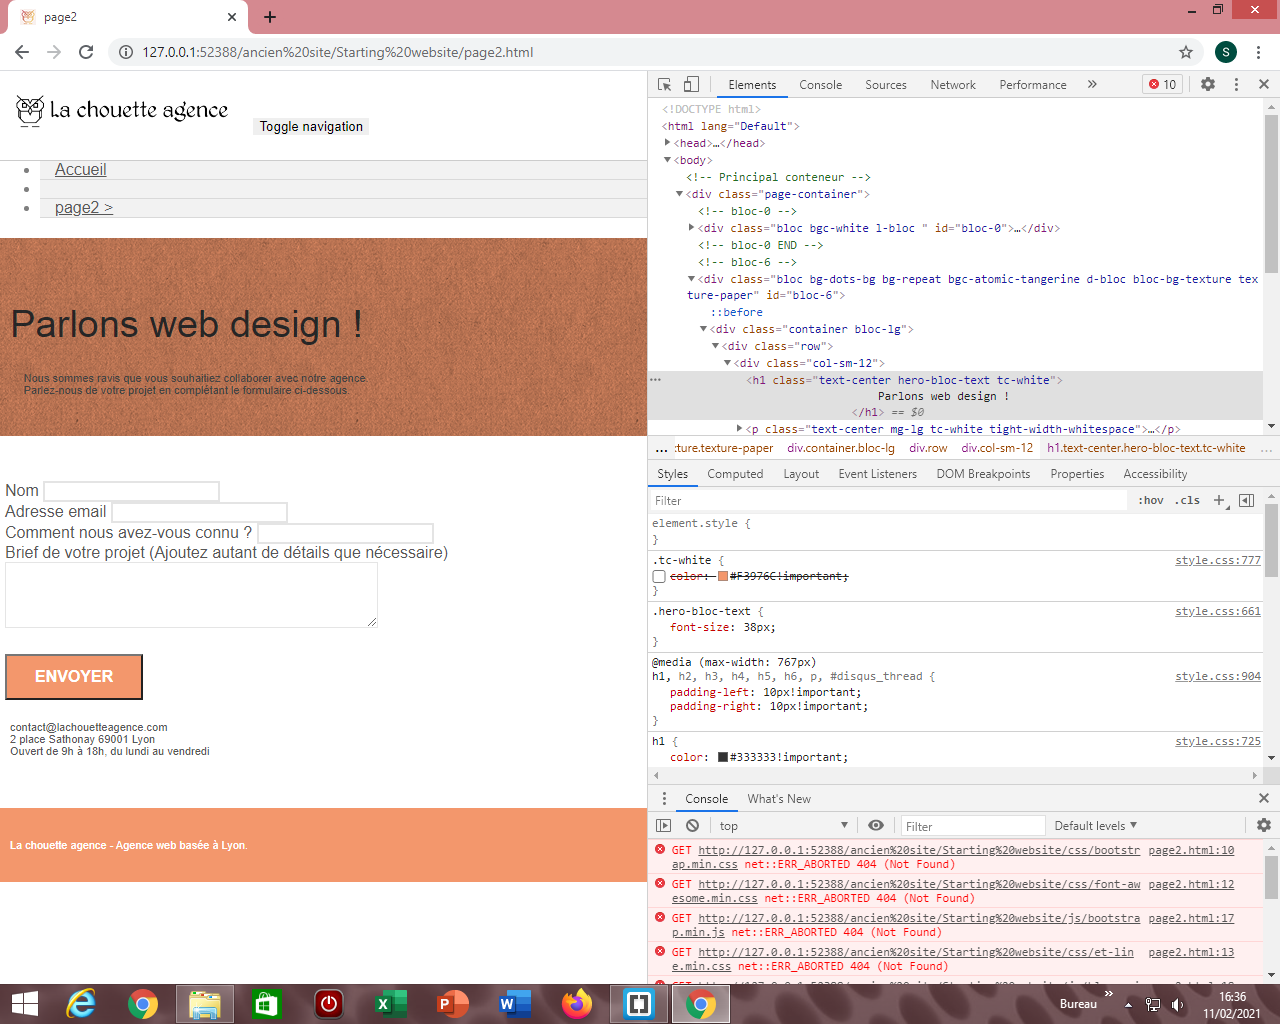 page2
127.0.0.1:52388/ancien%20site/Starting%20website/page2.html
S
La chouette agence
Toggle navigation
Accueil
page2 >
Parlons web design !
Nous sommes ravis que vous souhaitiez collaborer avec notre agence.
Parlez-nous de votre projet en complétant le formulaire ci-dessous.
Nom
Adresse email
Comment nous avez-vous connu ?
Brief de votre projet (Ajoutez autant de détails que nécessaire)
ENVOYER
contact@lachouetteagence.com
2 place Sathonay 69001 Lyon
Ouvert de 9h à 18h, du lundi au vendredi
La chouette agence - Agence web basée à Lyon.
Elements Console Sources Network Performance » 10
<!DOCTYPE html>
<html lang="Default">
<head>…</head>
<body>
<!-- Principal conteneur -->
<div class="page-container">
<!-- bloc-0 -->
<div class="bloc bgc-white l-bloc " id="bloc-0">…</div>
<!-- bloc-0 END -->
<!-- bloc-6 -->
<div class="bloc bg-dots-bg bg-repeat bgc-atomic-tangerine d-bloc bloc-bg-texture tex
ture-paper" id="bloc-6">
::before
<div class="container bloc-lg">
<div class="row">
<div class="col-sm-12">
<h1 class="text-center hero-bloc-text tc-white">
Parlons web design !
</h1> == $0
<p class="text-center mg-lg tc-white tight-width-whitespace">…</p>
… :ture.texture-paper div.container.bloc-lg div.row div.col-sm-12 h1.text-center.hero-bloc-text.tc-white …
Styles Computed Layout Event Listeners DOM Breakpoints Properties Accessibility
Filter :hov .cls +
element.style {
}
.tc-white { style.css:777
color: #F3976C!important;
}
.hero-bloc-text { style.css:661
font-size: 38px;
}
@media (max-width: 767px)
h1, h2, h3, h4, h5, h6, p, #disqus_thread { style.css:904
padding-left: 10px!important;
padding-right: 10px!important;
}
h1 { style.css:725
color: #333333!important;
Console What's New
top Filter Default levels
GET http://127.0.0.1:52388/ancien%20site/Starting%20website/css/bootstr page2.html:10
ap.min.css net::ERR_ABORTED 404 (Not Found)
GET http://127.0.0.1:52388/ancien%20site/Starting%20website/css/font-aw page2.html:12
esome.min.css net::ERR_ABORTED 404 (Not Found)
GET http://127.0.0.1:52388/ancien%20site/Starting%20website/js/bootstra page2.html:17
p.min.js net::ERR_ABORTED 404 (Not Found)
GET http://127.0.0.1:52388/ancien%20site/Starting%20website/css/et-lin page2.html:13
e.min.css net::ERR_ABORTED 404 (Not Found)
Bureau » 16:36
11/02/2021